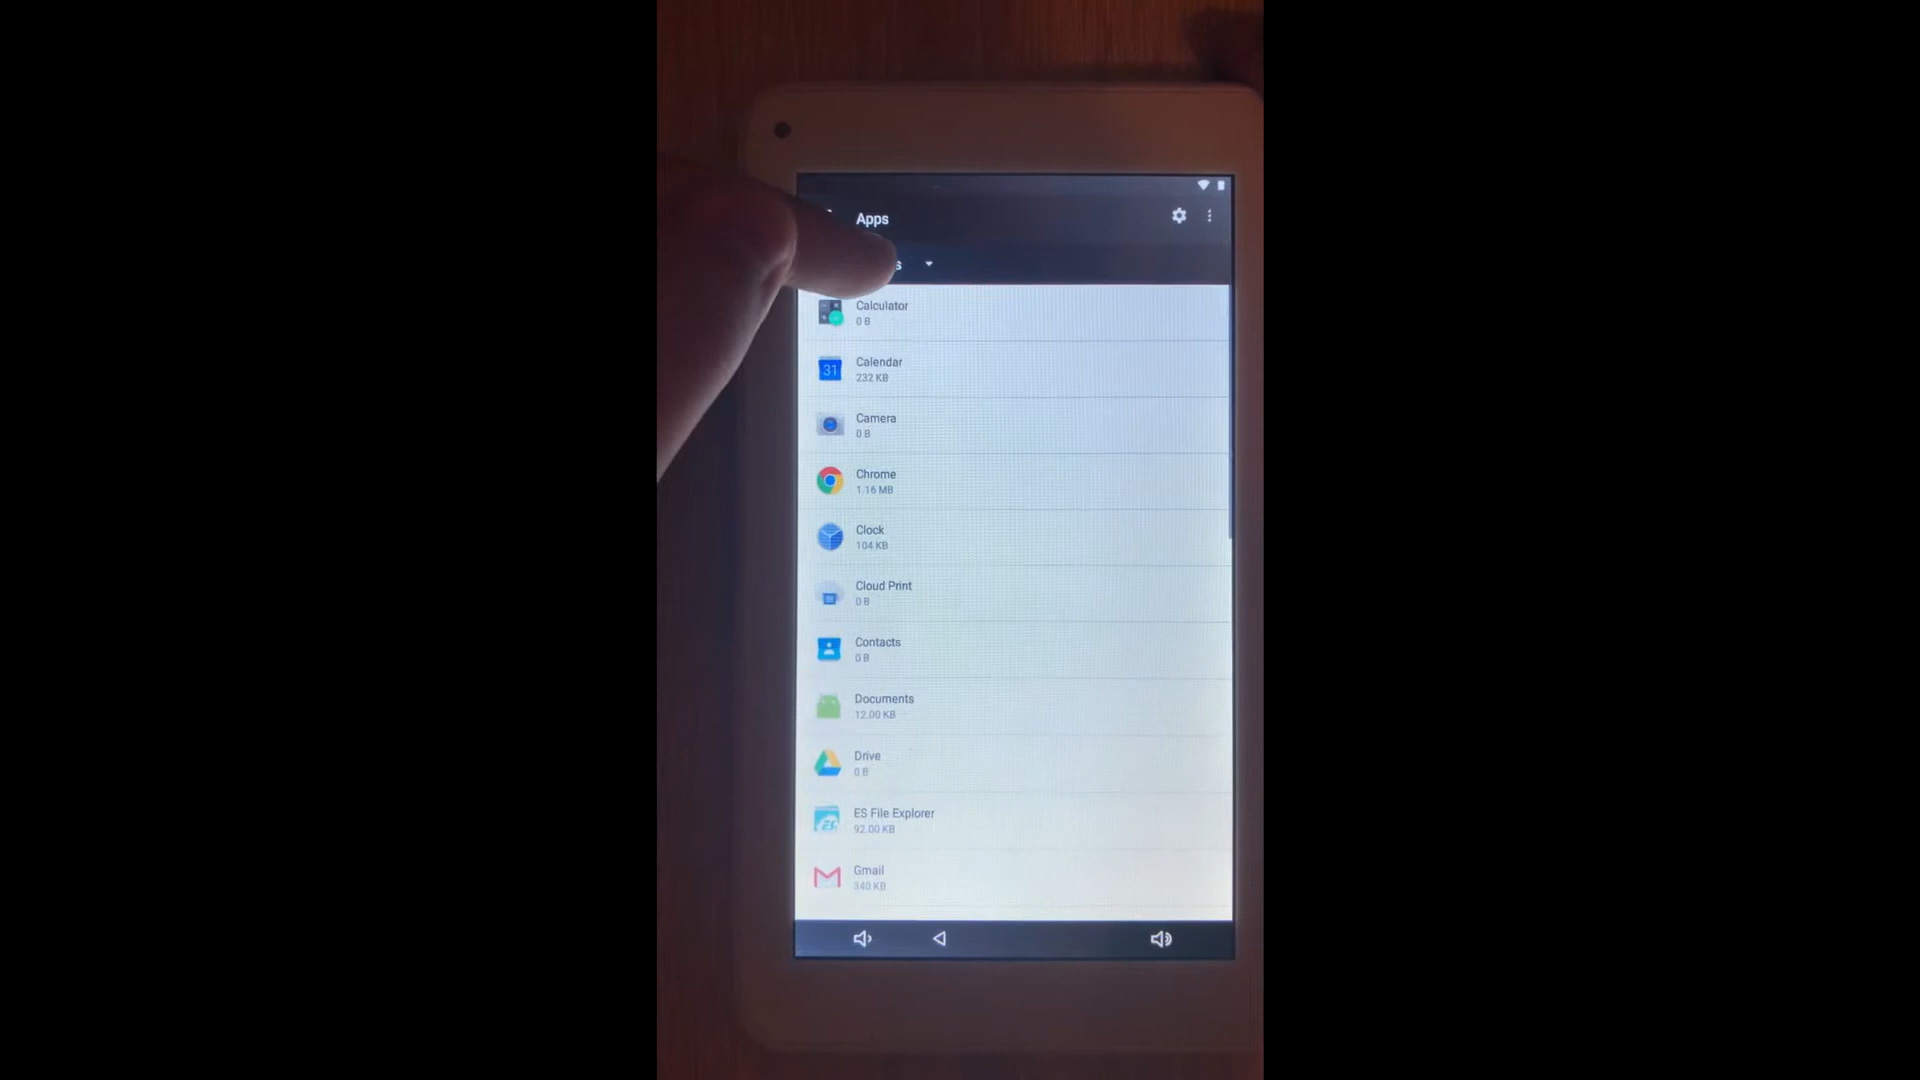 Apps
Calculator
0 B
31
Calendar
232 KB
Camera
0 B
Chrome
1.16 MB
Clock
104 KB
Cloud Print
0 B
Contacts
0 B
Documents
12.00 KB
Drive
0 B
ES File Explorer
92.00 KB
Gmail
340 KB